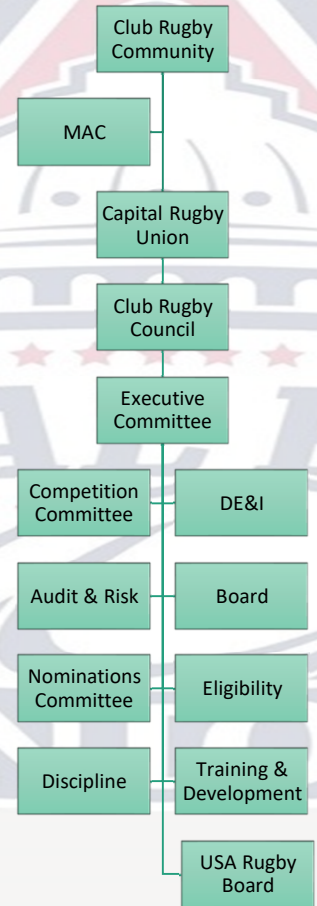 Club Rugby
Community
MAC
Capital Rugby
Union
Club Rugby
Council
Executive
Committee
Competition
Committee
DE&I
Audit & Risk
Board
Nominations
Committee
Eligibility
Discipline
Training &
Development
USA Rugby
Board